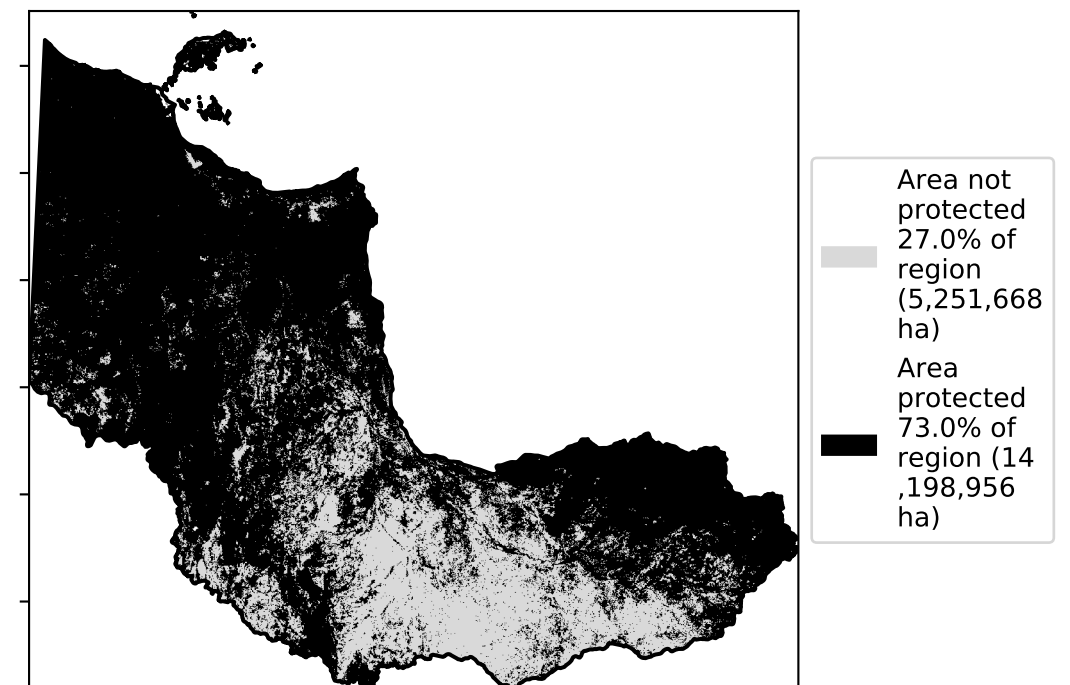 Area not
protected
27.0% of
region
(5,251,668
ha)
Area
protected
73.0% of
region (14
,198,956
ha)